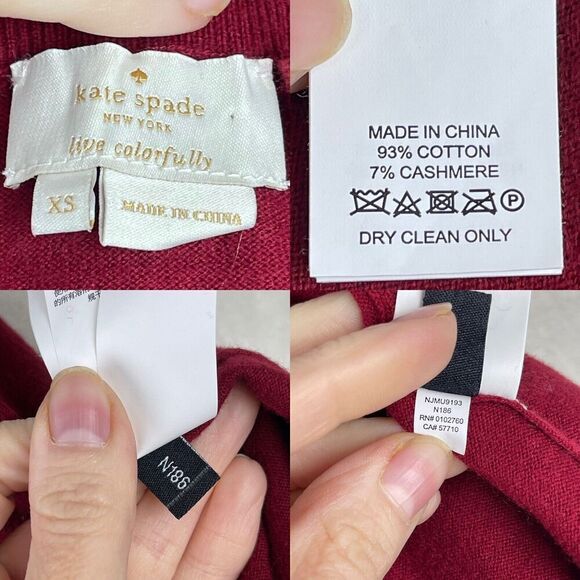 kate spade
NEW YORK
live colorfully
XS
MADE IN CHINA
MADE IN CHINA
93% COTTON
7% CASHMERE
DRY CLEAN ONLY
N186
NJMU9193
N186
RN# 0102760
CA# 57710